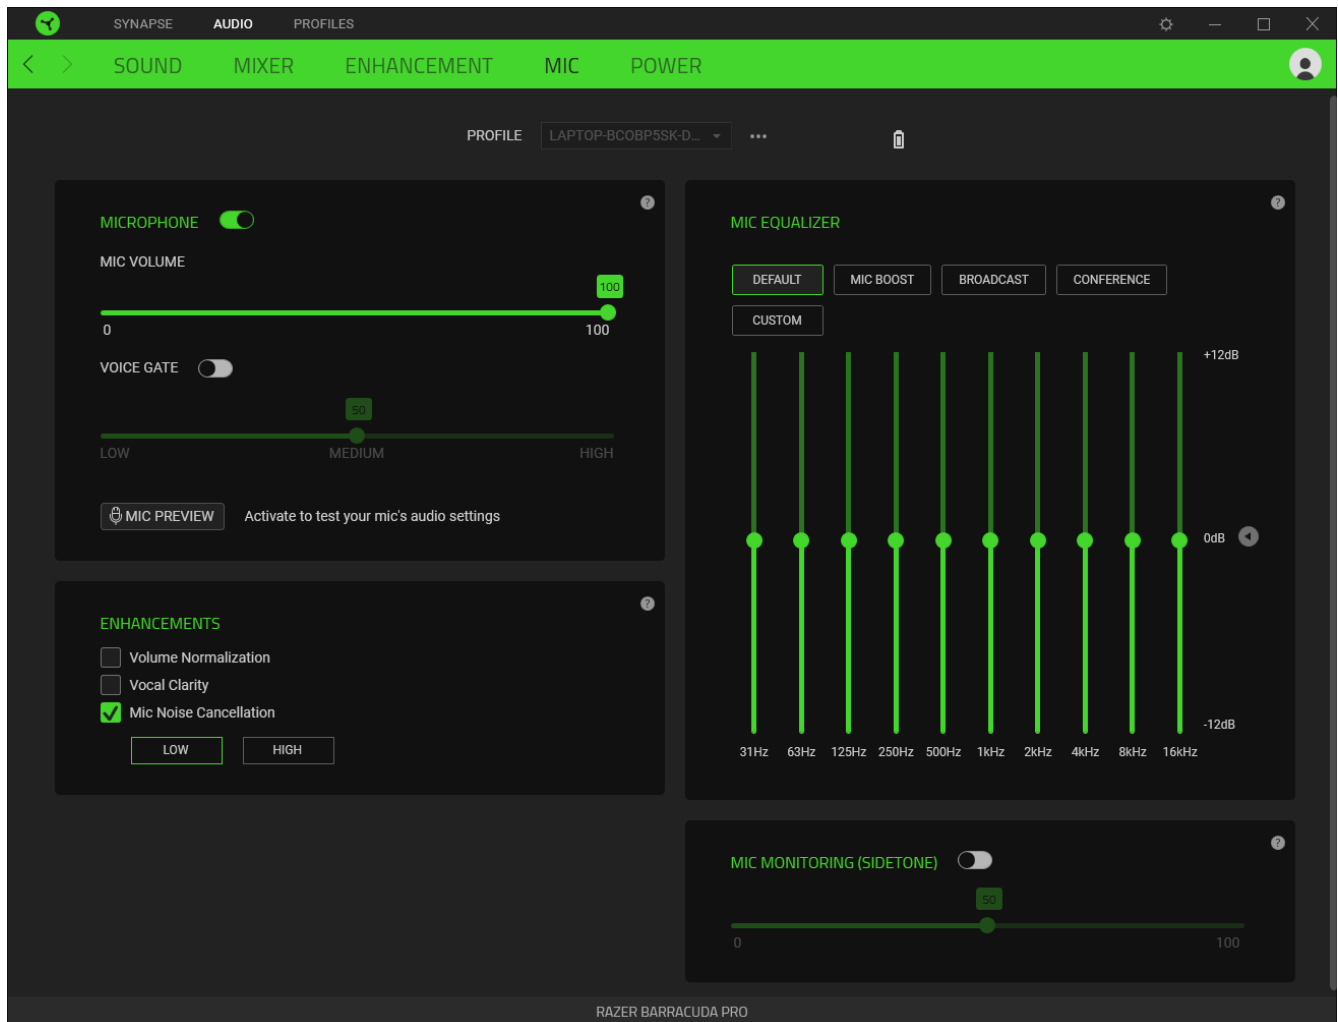 SYNAPSE AUDIO PROFILES
SOUND MIXER ENHANCEMENT MIC POWER
PROFILE LAPTOP-BCOBP5SK-D... •••
MICROPHONE
MIC VOLUME
100
0 100
VOICE GATE
50
LOW MEDIUM HIGH
MIC PREVIEW Activate to test your mic's audio settings
ENHANCEMENTS
Volume Normalization
Vocal Clarity
Mic Noise Cancellation
LOW HIGH
MIC EQUALIZER
DEFAULT MIC BOOST BROADCAST CONFERENCE
CUSTOM
+12dB
0dB
-12dB
31Hz 63Hz 125Hz 250Hz 500Hz 1kHz 2kHz 4kHz 8kHz 16kHz
MIC MONITORING (SIDETONE)
50
0 100
RAZER BARRACUDA PRO